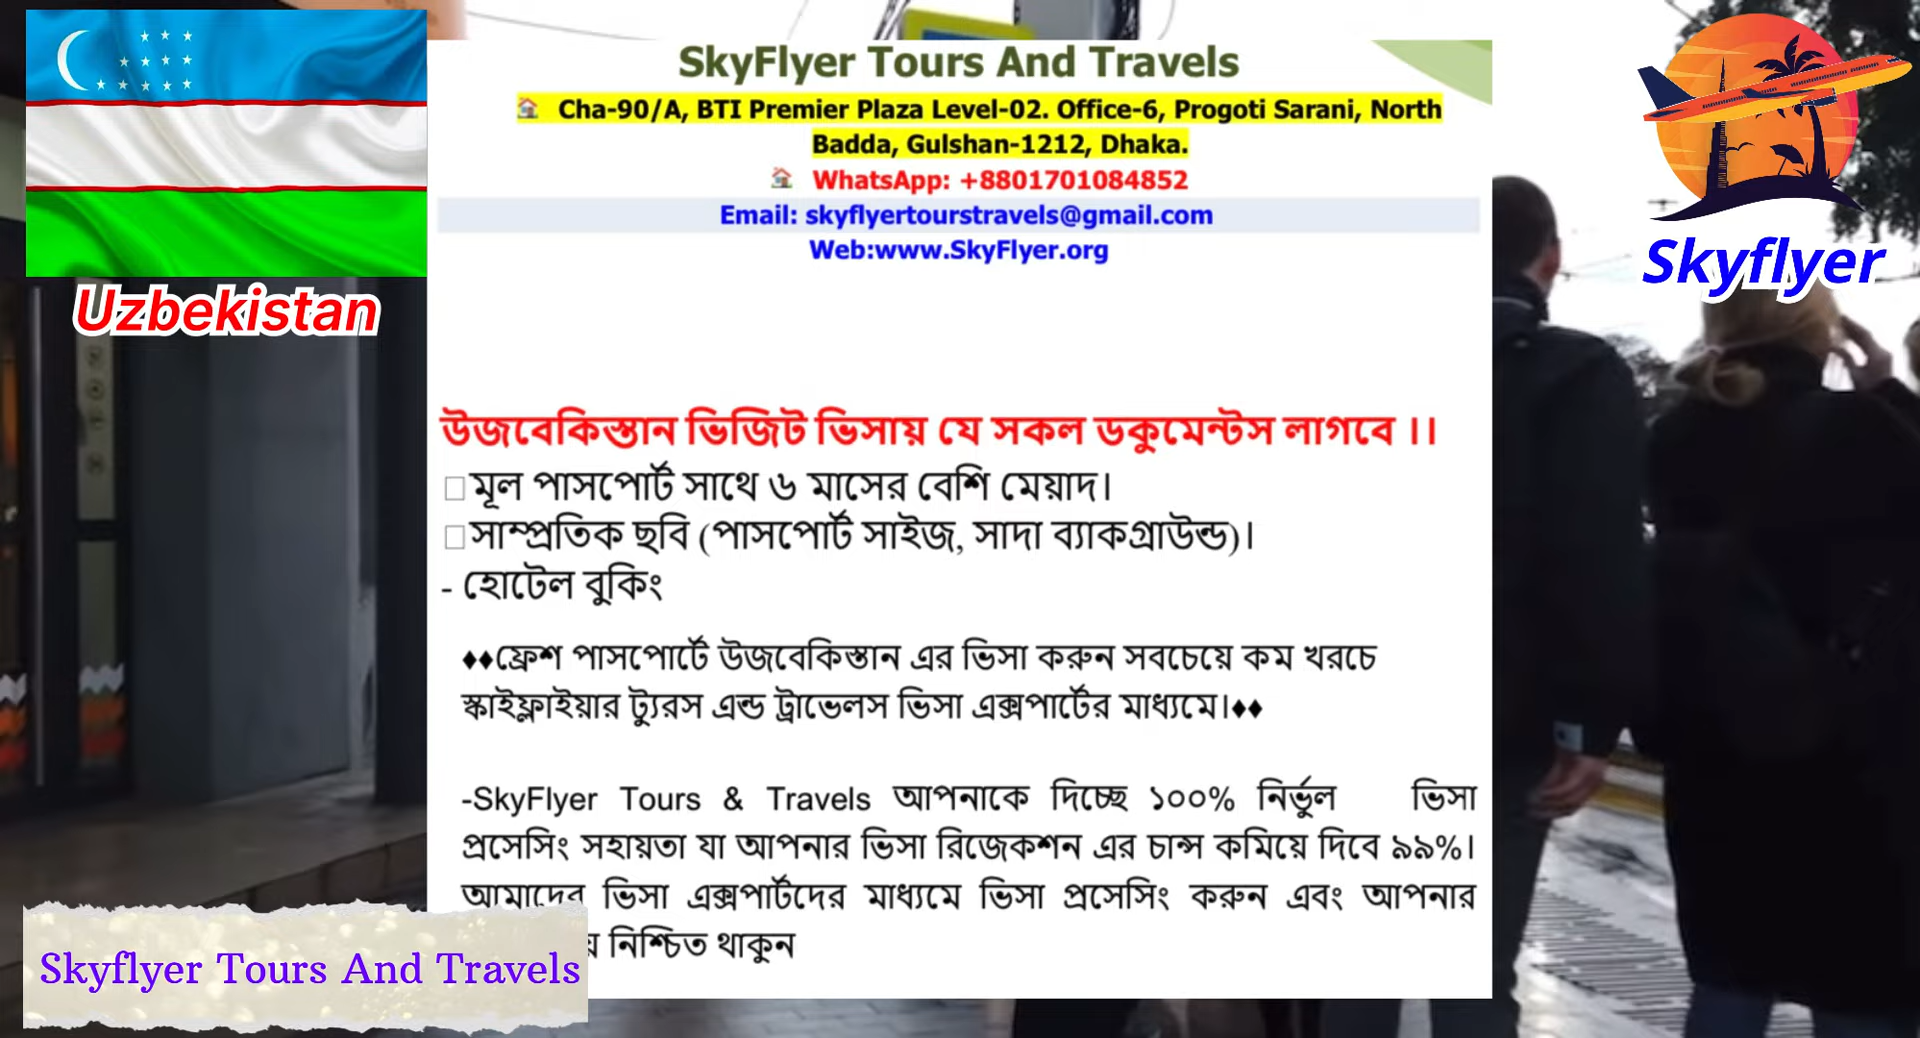 SkyFlyer Tours And Travels
Cha-90/A, BTI Premier Plaza Level-02. Office-6, Progoti Sarani, North
Badda, Gulshan-1212, Dhaka.
WhatsApp: +8801701084852
Email: skyflyertourstravels@gmail.com
Web:www.SkyFlyer.org
Uzbekistan
Skyflyer
উজবেকিস্তান ভিজিট ভিসায় যে সকল ডকুমেন্টস লাগবে ।।
মূল পাসপোর্ট সাথে ৬ মাসের বেশি মেয়াদ।
সাম্প্রতিক ছবি (পাসপোর্ট সাইজ, সাদা ব্যাকগ্রাউন্ড)।
- হোটেল বুকিং
♦♦ফ্রেশ পাসপোর্টে উজবেকিস্তান এর ভিসা করুন সবচেয়ে কম খরচে
স্কাইফ্লাইয়ার ট্যুরস এন্ড ট্রাভেলস ভিসা এক্সপার্টের মাধ্যমে।♦♦
-SkyFlyer Tours & Travels আপনাকে দিচ্ছে ১০০% নির্ভুল ভিসা
প্রসেসিং সহায়তা যা আপনার ভিসা রিজেকশন এর চান্স কমিয়ে দিবে ৯৯%।
আমাদের ভিসা এক্সপার্টদের মাধ্যমে ভিসা প্রসেসিং করুন এবং আপনার
নিশ্চিত থাকুন
Skyflyer Tours And Travels